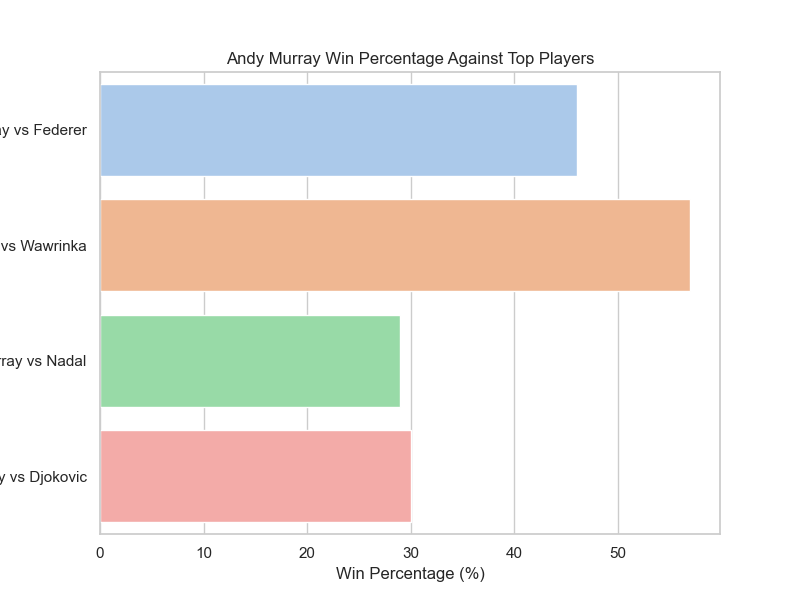 Andy Murray Win Percentage Against Top Players
vs Federer
vs Wawrinka
vs Nadal
vs Djokovic
0 10 20 30 40 50
Win Percentage (%)